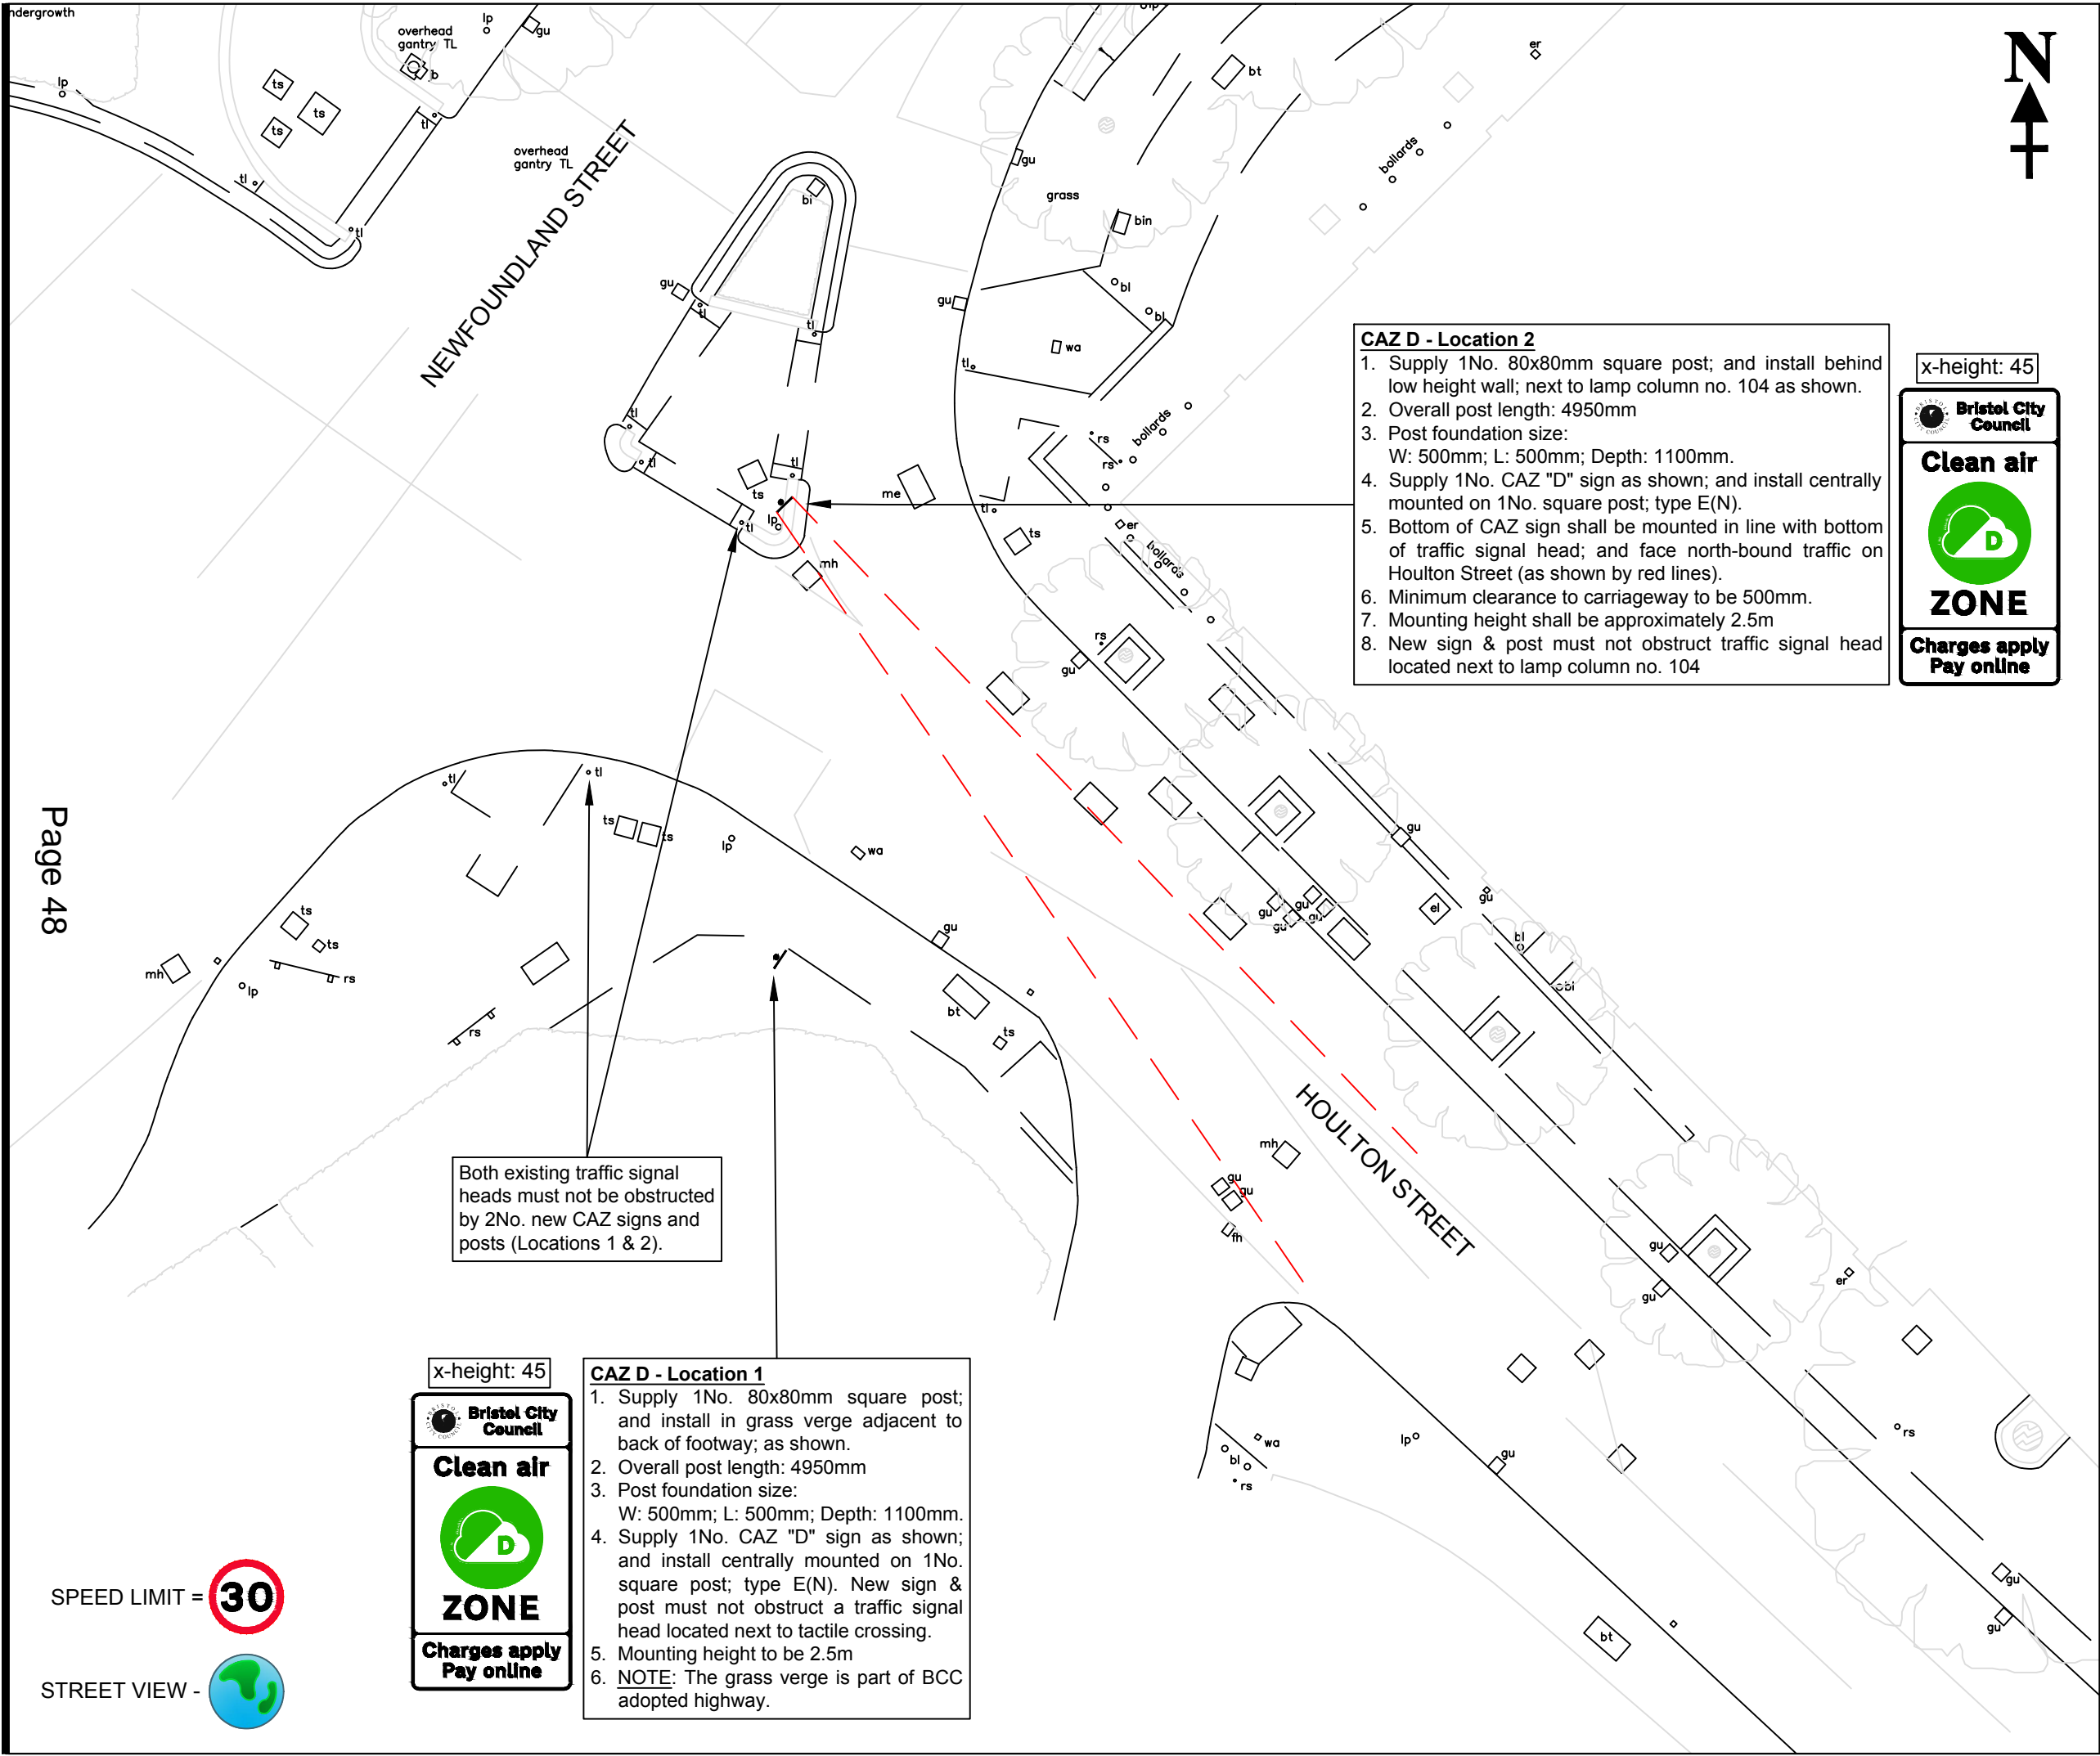 ndergrowth
overhead
gantry TL
lp
gu
b
lp
ts
ts
ts
tl
tl
tl
overhead
gantry TL
NEWFOUNDLAND STREET
bt
er
N
bollards
gu
grass
bin
bi
gu
tl
tl
gu
bl
bl
wa
tl
tl
tl
bollards
rs
rs
tl
ts
lp
tl
me
tl
ts
er
bollards
mh
rs
gu
CAZ D - Location 2
1. Supply 1No. 80x80mm square post; and install behind
low height wall; next to lamp column no. 104 as shown.
2. Overall post length: 4950mm
3. Post foundation size:
W: 500mm; L: 500mm; Depth: 1100mm.
4. Supply 1No. CAZ "D" sign as shown; and install centrally
mounted on 1No. square post; type E(N).
5. Bottom of CAZ sign shall be mounted in line with bottom
of traffic signal head; and face north-bound traffic on
Houlton Street (as shown by red lines).
6. Minimum clearance to carriageway to be 500mm.
7. Mounting height shall be approximately 2.5m
8. New sign & post must not obstruct traffic signal head
located next to lamp column no. 104
x-height: 45
Bristol City
Council
Clean air
D
ZONE
Charges apply
Pay online
Page 48
tl
tl
ts
ts
lp
wa
gu
gu
gu
gu
gu
gu
el
gu
bl
bl
ts
ts
mh
lp
rs
rs
gu
bt
ts
HOULTON STREET
mh
gu
gu
fh
gu
gu
er
Both existing traffic signal
heads must not be obstructed
by 2No. new CAZ signs and
posts (Locations 1 & 2).
x-height: 45
Bristol City
Council
Clean air
D
ZONE
Charges apply
Pay online
CAZ D - Location 1
1. Supply 1No. 80x80mm square post;
and install in grass verge adjacent to
back of footway; as shown.
2. Overall post length: 4950mm
3. Post foundation size:
W: 500mm; L: 500mm; Depth: 1100mm.
4. Supply 1No. CAZ "D" sign as shown;
and install centrally mounted on 1No.
square post; type E(N). New sign &
post must not obstruct a traffic signal
head located next to tactile crossing.
5. Mounting height to be 2.5m
6. NOTE: The grass verge is part of BCC
adopted highway.
wa
bl
rs
lp
gu
rs
gu
gu
bt
SPEED LIMIT = 30
STREET VIEW -